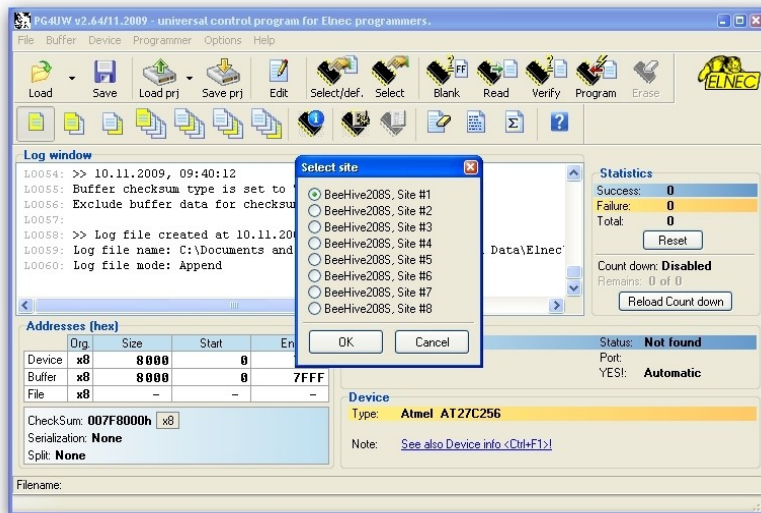 PG4UW v2.64/11.2009 - universal control program for Elnec programmers.
File Buffer Device Programmer Options Help
Load Save Load prj Save prj Edit Select/def. Select Blank Read Verify Program Erase
ELNEC
Log window
L0054: >> 10.11.2009, 09:40:12
L0055: Buffer checksum type is set to
L0056: Exclude buffer data for checksu
L0057:
L0058: >> Log file created at 10.11.20
L0059: Log file name: C:\Documents and Data\Elnec
L0060: Log file mode: Append
Select site
BeeHive208S, Site #1
BeeHive208S, Site #2
BeeHive208S, Site #3
BeeHive208S, Site #4
BeeHive208S, Site #5
BeeHive208S, Site #6
BeeHive208S, Site #7
BeeHive208S, Site #8
OK Cancel
Statistics
Success: 0
Failure: 0
Total: 0
Reset
Count down: Disabled
Remains: 0 of 0
Reload Count down
Addresses (hex)
Org. Size Start En
Device x8 8000 0
Buffer x8 8000 0 7FFF
File x8 - - -
CheckSum: 007F8000h x8
Serialization: None
Split: None
Status: Not found
Port:
YES!: Automatic
Device
Type: Atmel AT27C256
Note: See also Device info <Ctrl+F1>!
Filename: